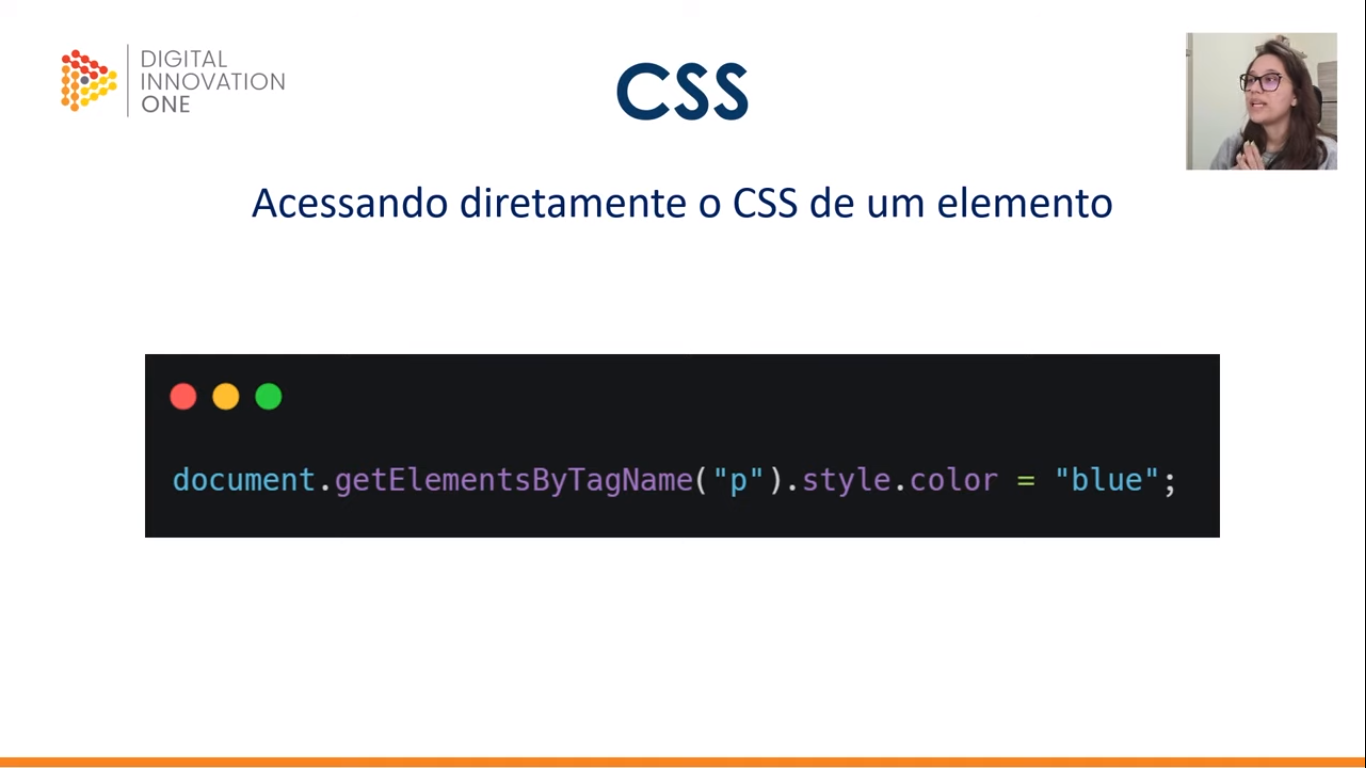 DIGITAL
INNOVATION
ONE
CSS
Acessando diretamente o CSS de um elemento
document.getElementsByTagName("p").style.color = "blue";